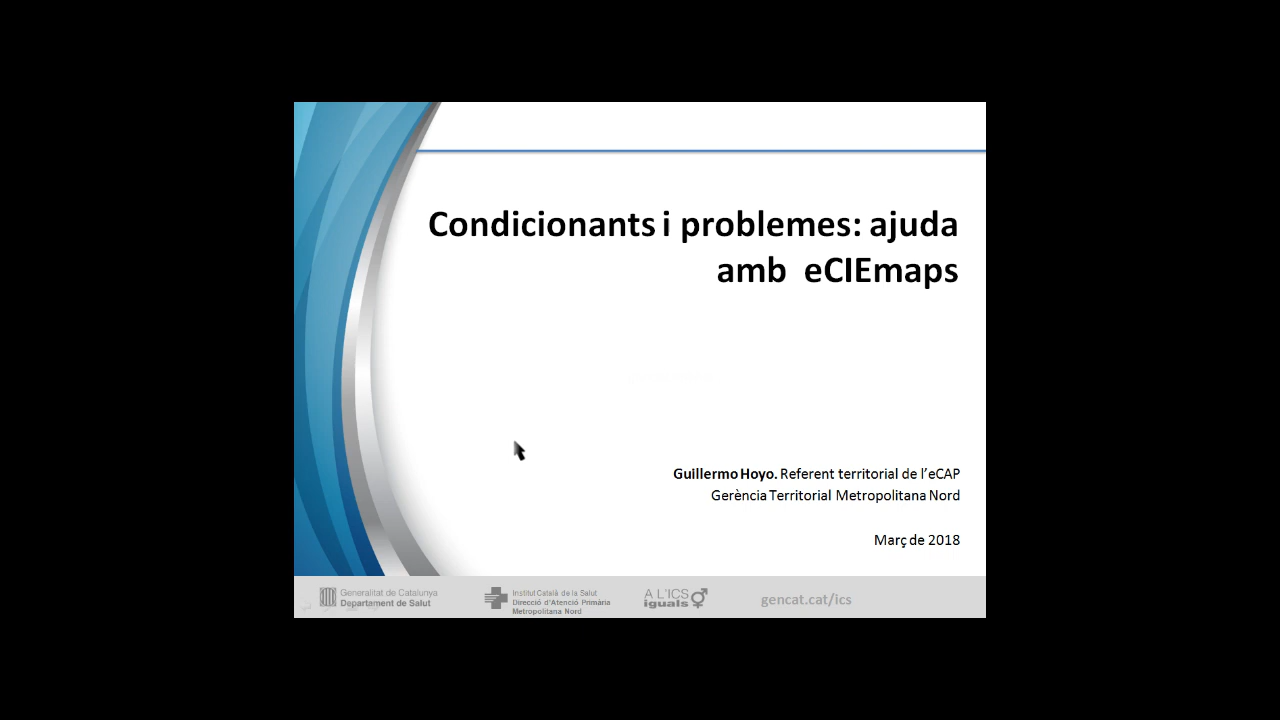 Condicionants i problemes: ajuda
amb eCIEmaps
Guillermo Hoyo. Referent territorial de l'eCAP
Gerència Territorial Metropolitana Nord
Març de 2018
Generalitat de Catalunya
Departament de Salut
Institut Català de la Salut
Direcció d'Atenció Primària
Metropolitana Nord
A L'ICS
iguals
gencat.cat/ics